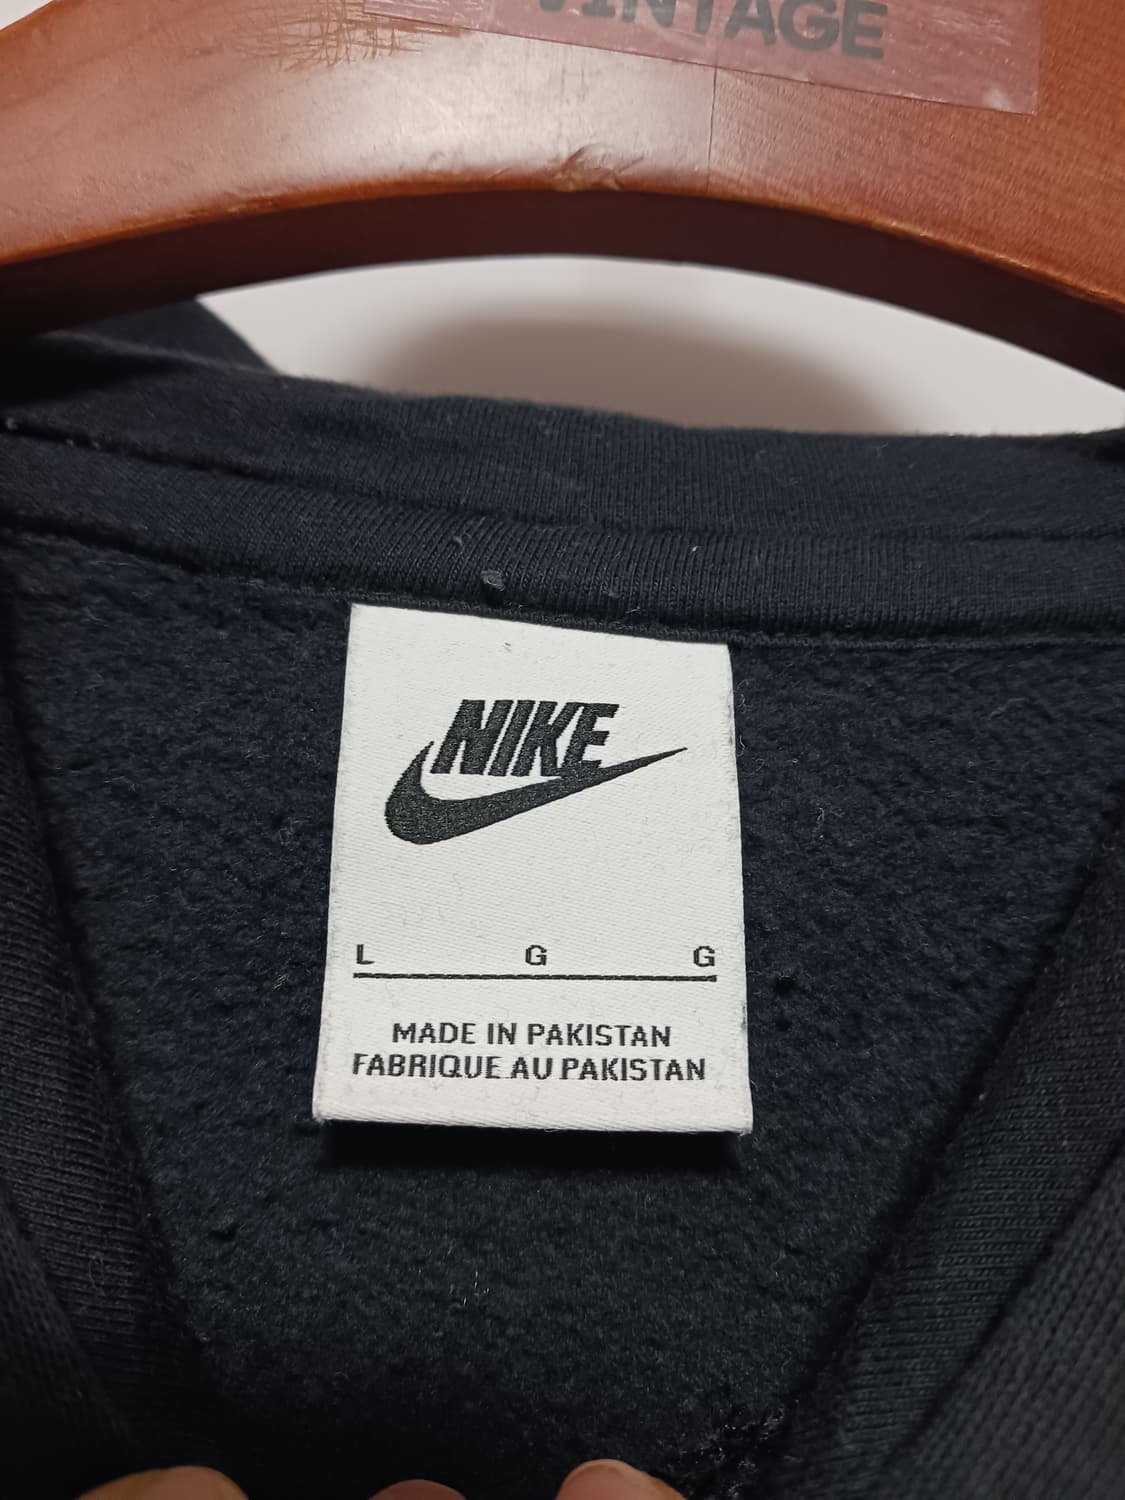 VINTAGE
NIKE
L G G
MADE IN PAKISTAN
FABRIQUE AU PAKISTAN